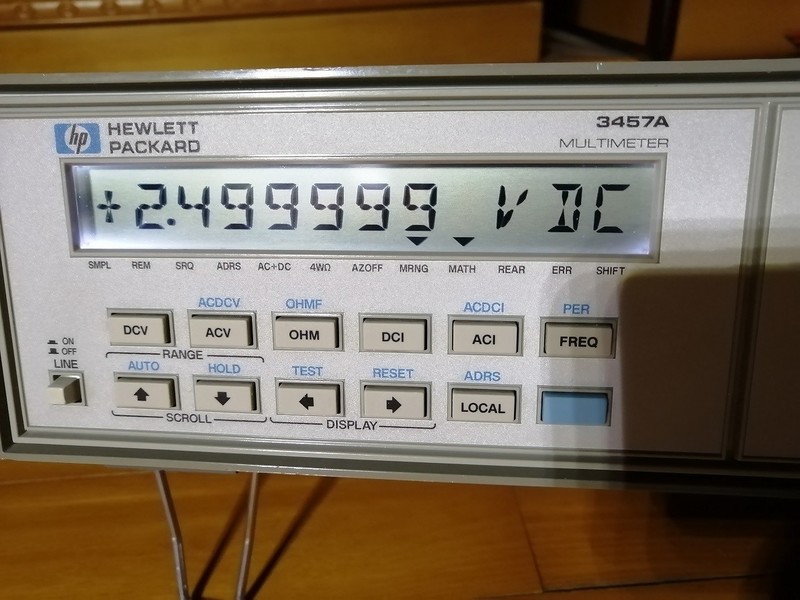 hp HEWLETT PACKARD
3457A
MULTIMETER
+2.499999 V DC
SMPL REM SRQ ADRS AC+DC 4WΩ AZOFF MRNG MATH REAR ERR SHIFT
ACDCV OHMF ACDCI PER
DCV ACV OHM DCI ACI FREQ
ON
OFF
LINE
RANGE
AUTO HOLD TEST RESET ADRS
LOCAL
SCROLL DISPLAY